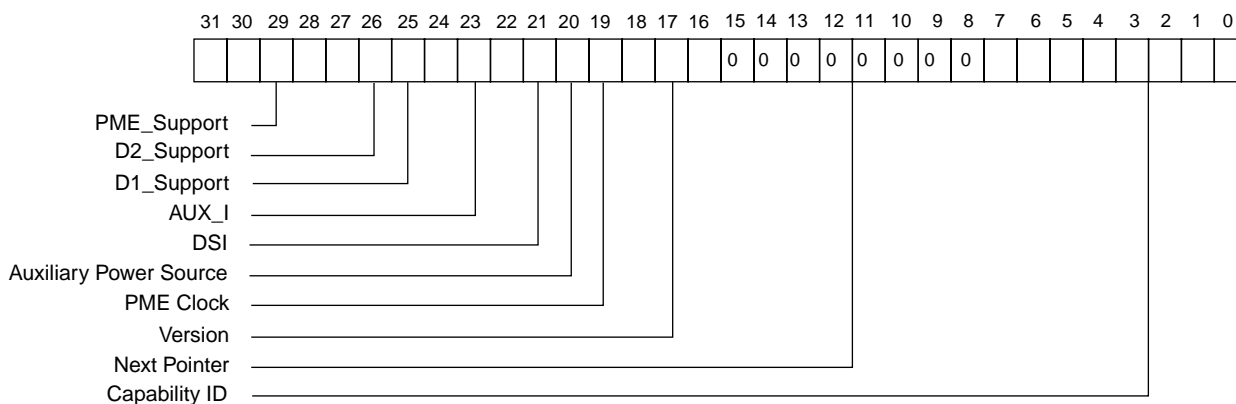 31 30 29 28 27 26 25 24 23 22 21 20 19 18 17 16 15 14 13 12 11 10 9 8 7 6 5 4 3 2 1 0
0 0 0 0 0 0 0 0
PME_Support
D2_Support
D1_Support
AUX_I
DSI
Auxiliary Power Source
PME Clock
Version
Next Pointer
Capability ID